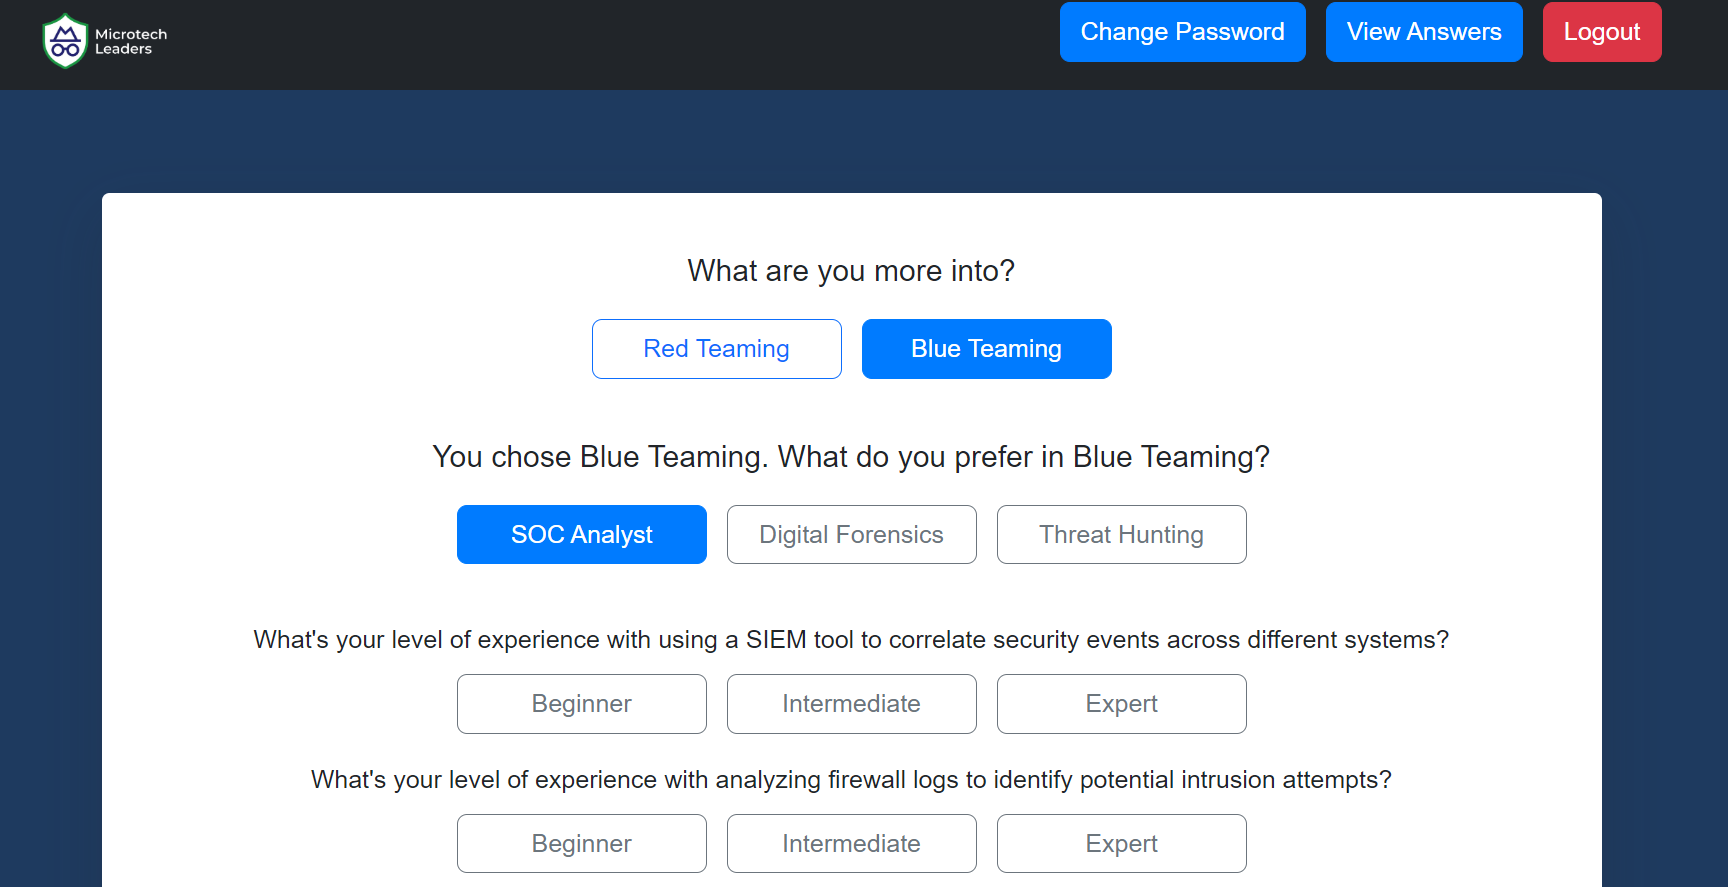 Microtech
Leaders
Change Password
View Answers
Logout
What are you more into?
Red Teaming
Blue Teaming
You chose Blue Teaming. What do you prefer in Blue Teaming?
SOC Analyst
Digital Forensics
Threat Hunting
What's your level of experience with using a SIEM tool to correlate security events across different systems?
Beginner
Intermediate
Expert
What's your level of experience with analyzing firewall logs to identify potential intrusion attempts?
Beginner
Intermediate
Expert